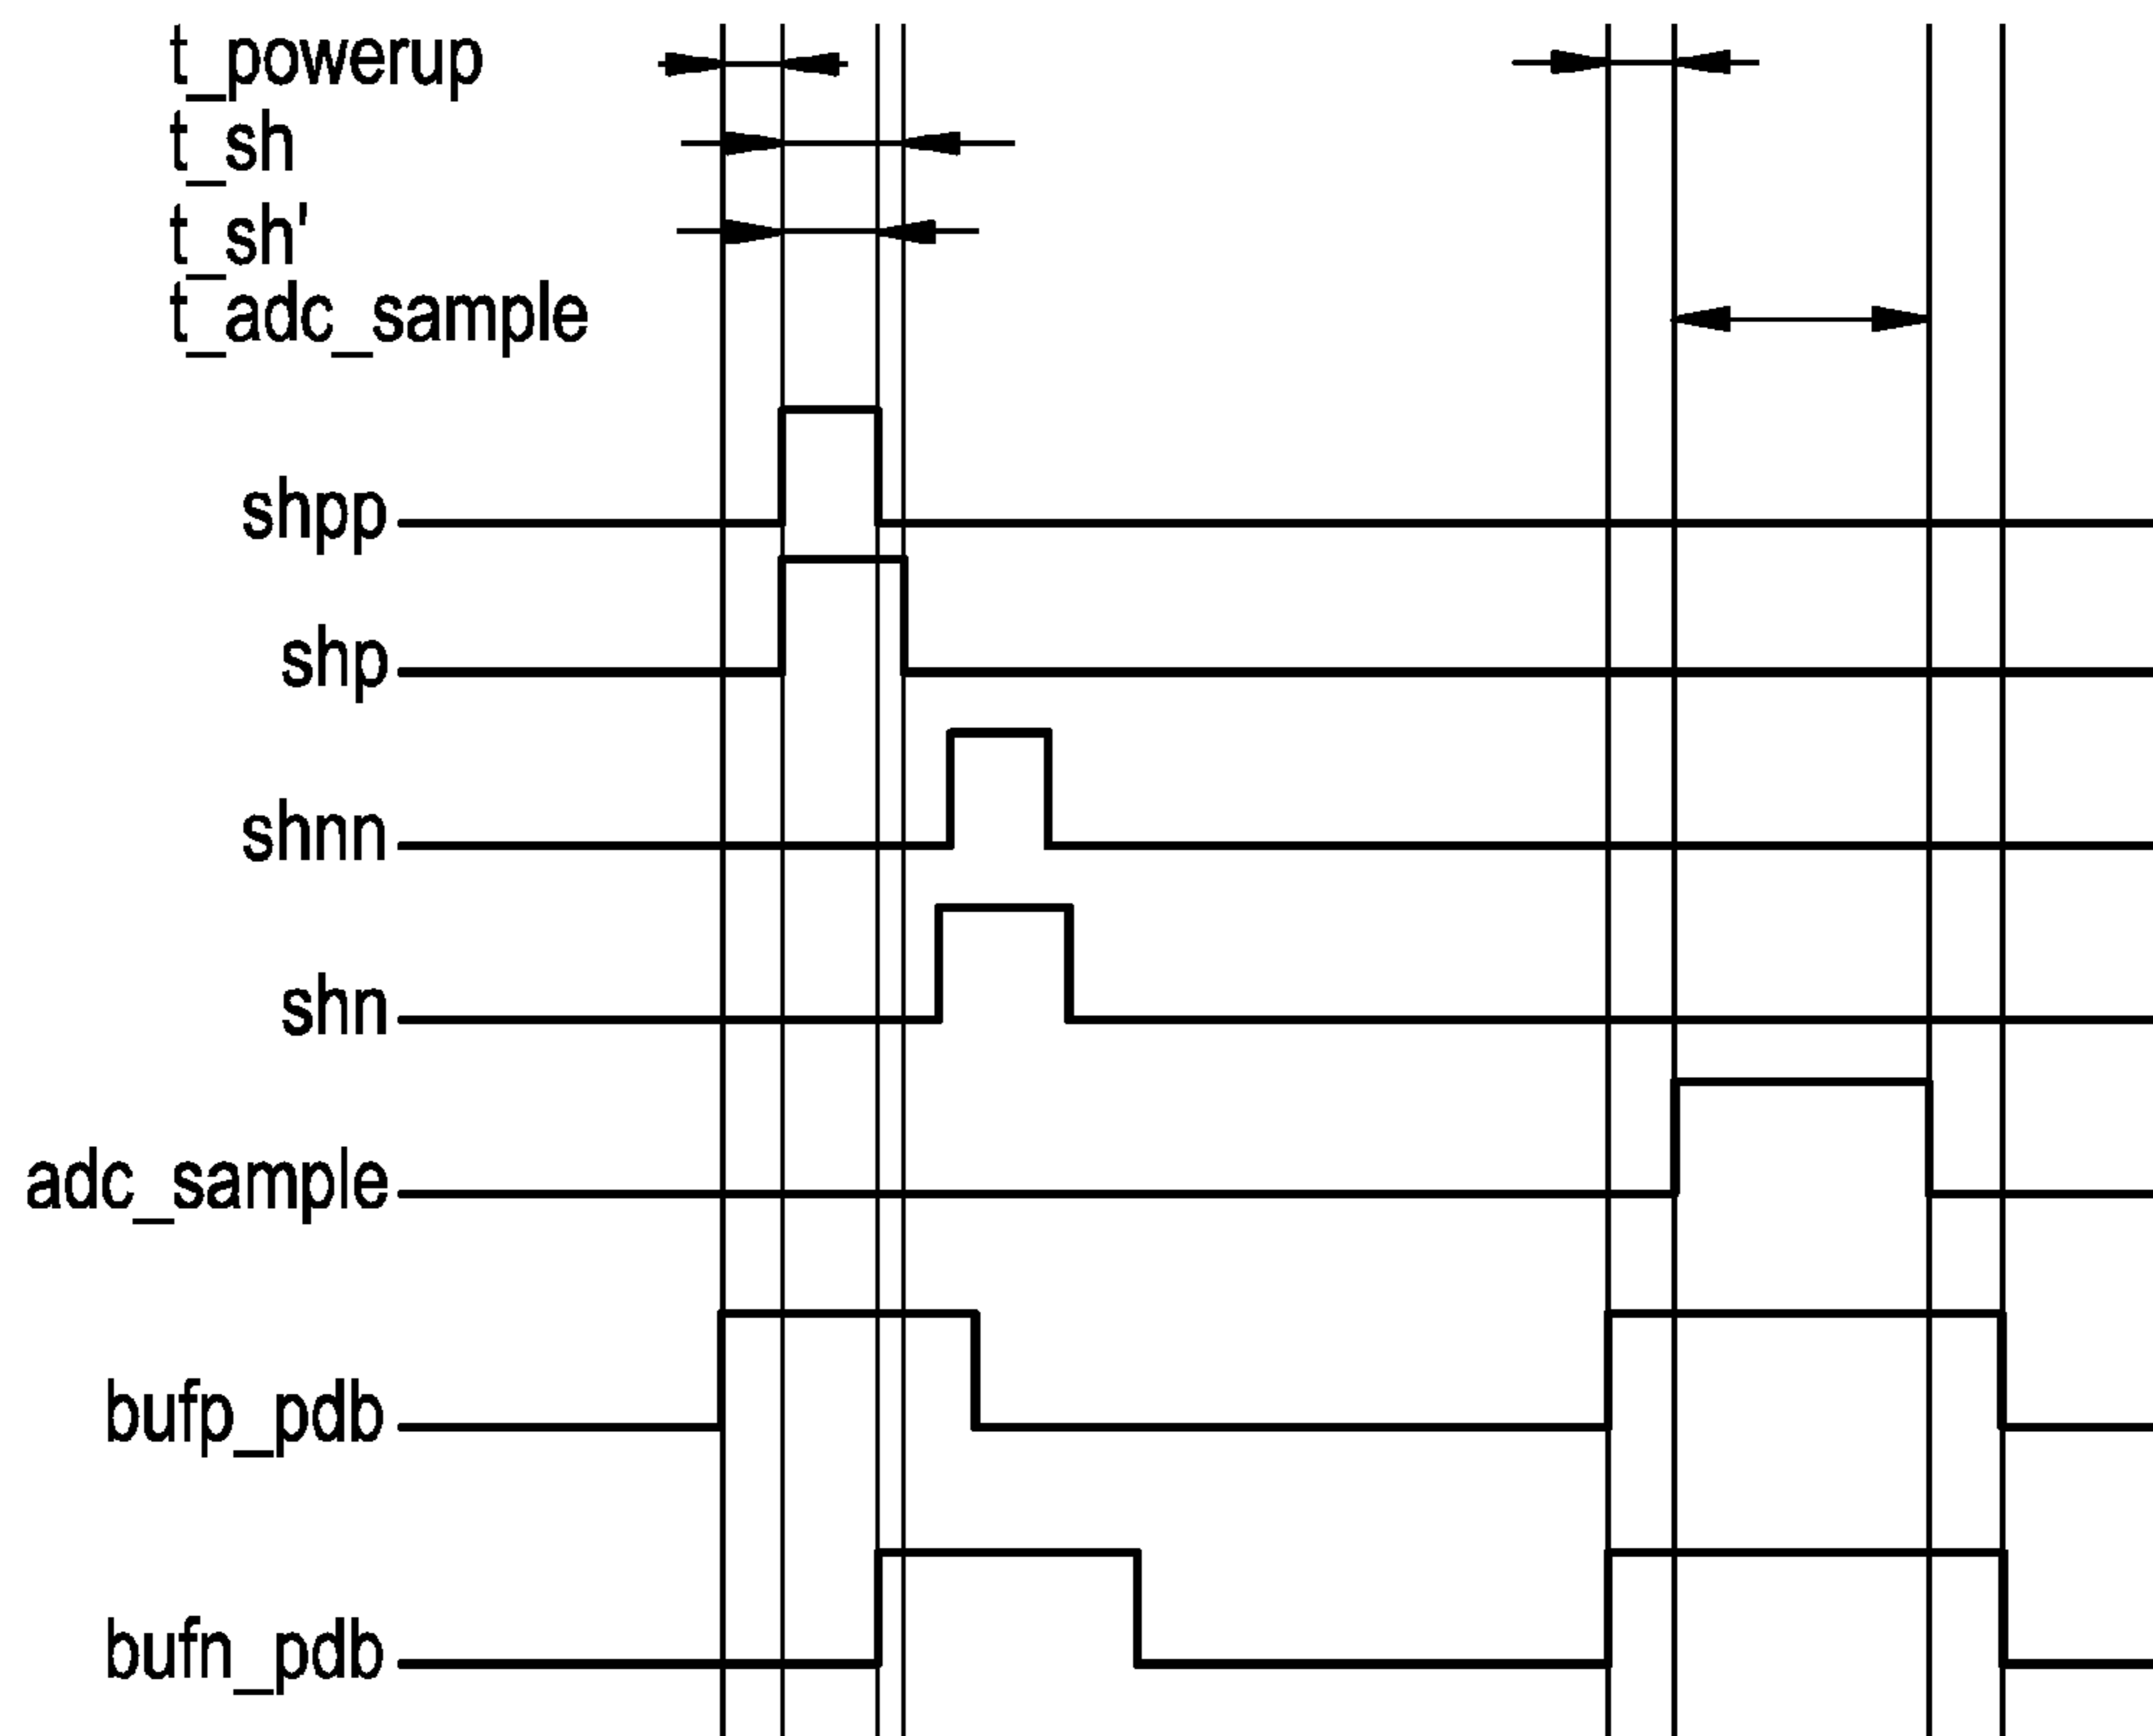 t_powerup
t_sh
t_sh'
t_adc_sample
shpp
shp
shnn
shn
adc_sample
bufp_pdb
bufn_pdb